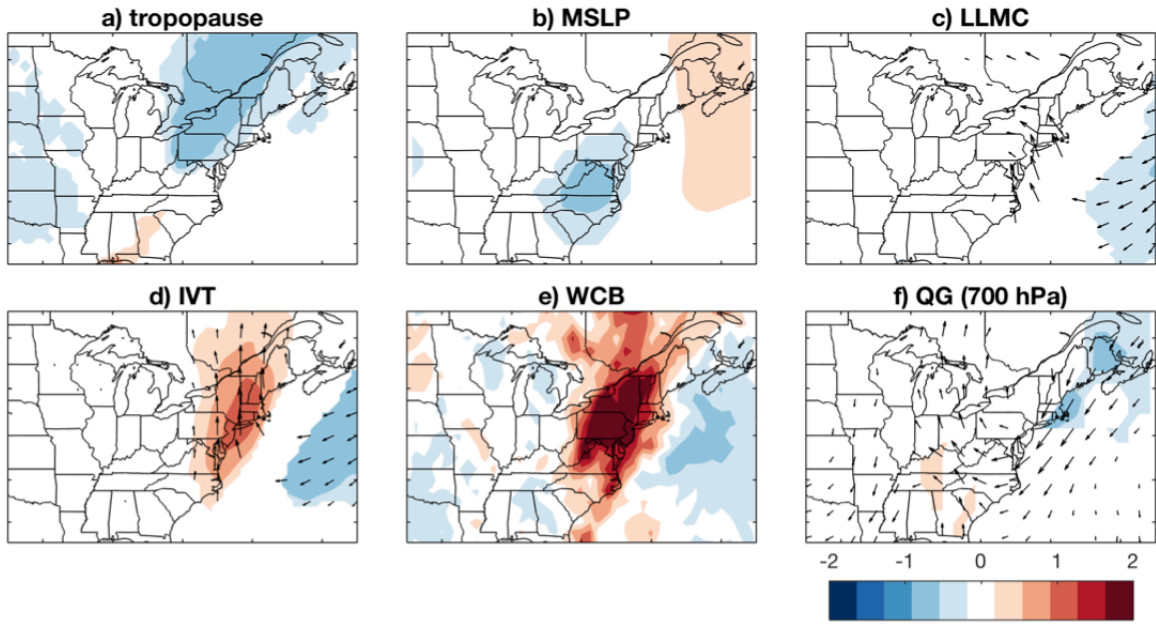 a) tropopause
b) MSLP
c) LLMC
d) IVT
e) WCB
f) QG (700 hPa)
-2 -1 0 1 2